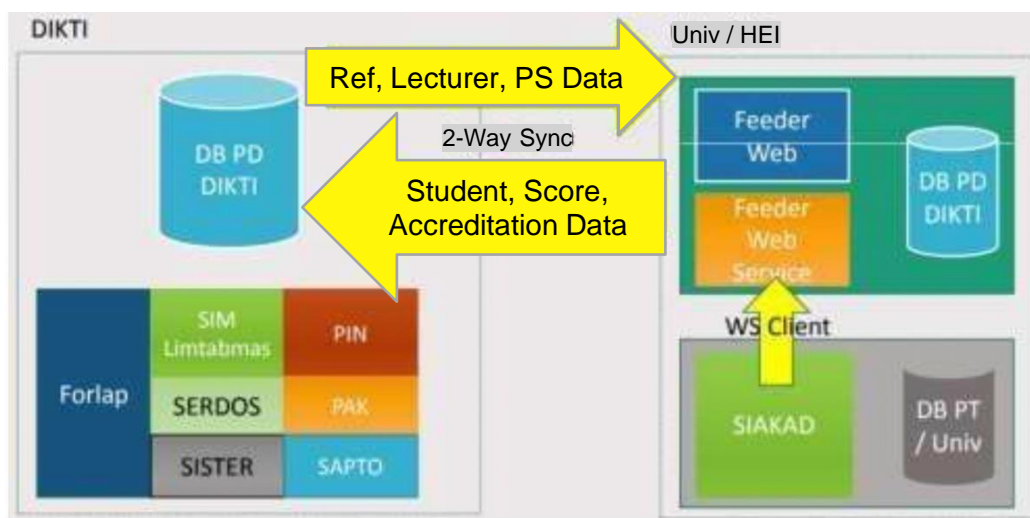 DIKTI
Univ / HEI
Ref, Lecturer, PS Data
2-Way Sync
Student, Score,
Accreditation Data
DB PD
DIKTI
Feeder
Web
Feeder
Web
Service
DB PD
DIKTI
Forlap
SIM
Limtabmas
PIN
SERDOS
PAK
SISTER
SAPTO
WS Client
SIAKAD
DB PT
/ Univ